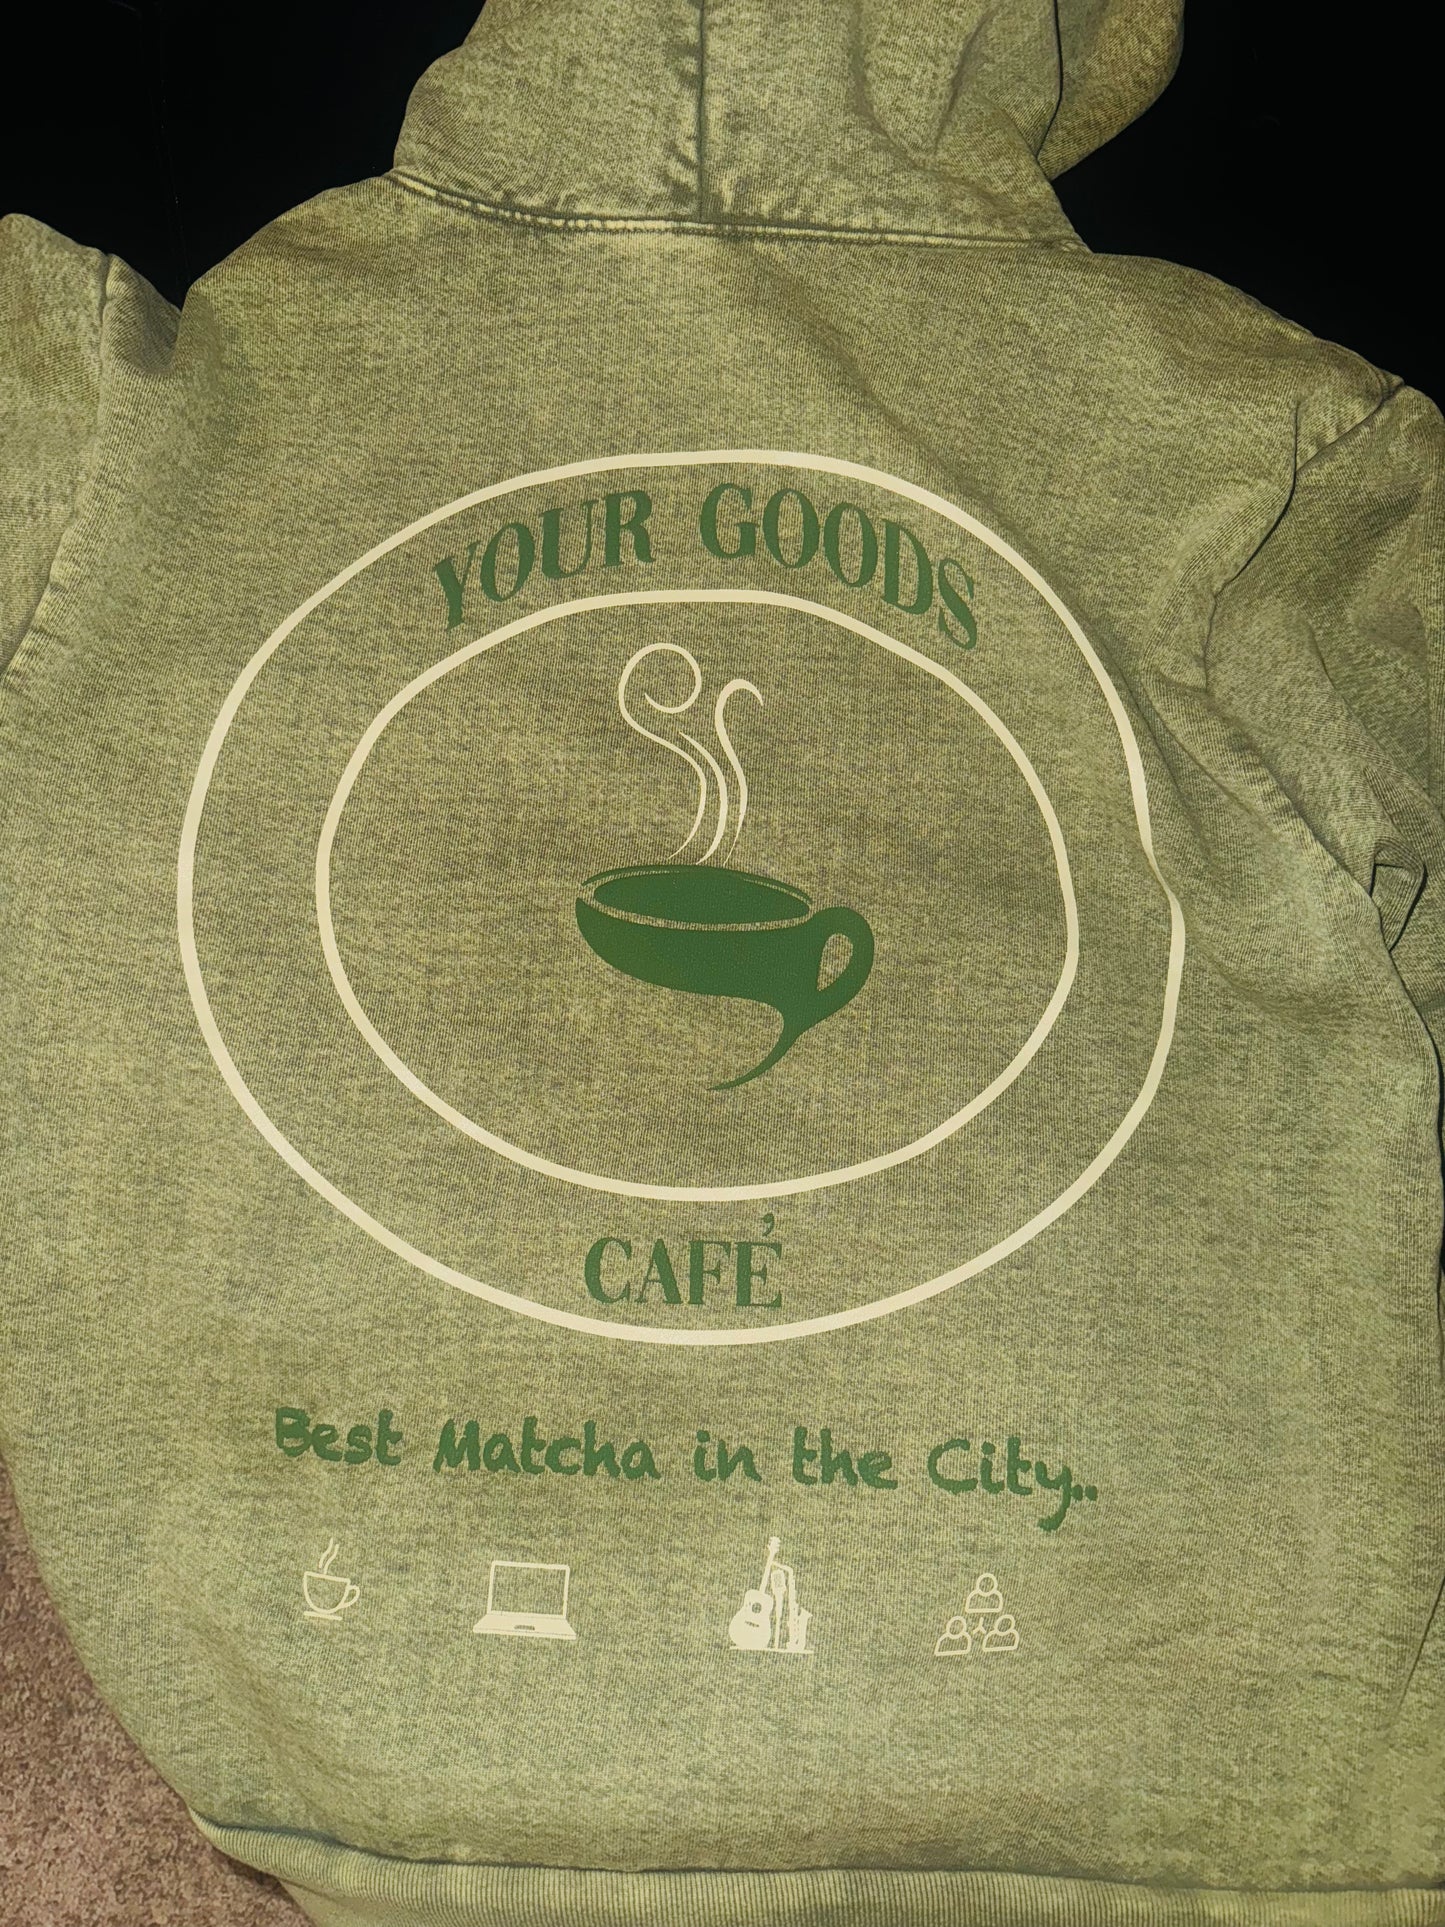 YOUR GOODS
CAFÉ
Best Matcha in the City..